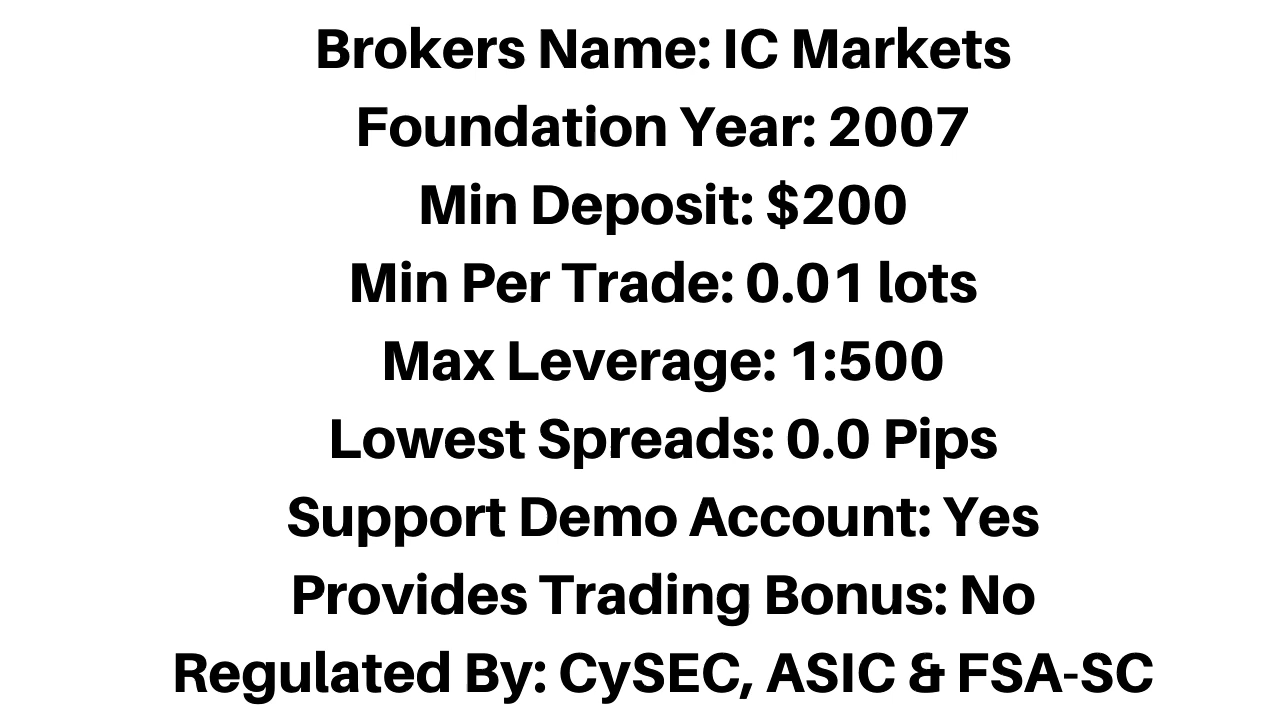 Brokers Name: IC Markets
Foundation Year: 2007
Min Deposit: $200
Min Per Trade: 0.01 lots
Max Leverage: 1:500
Lowest Spreads: 0.0 Pips
Support Demo Account: Yes
Provides Trading Bonus: No
Regulated By: CySEC, ASIC & FSA-SC